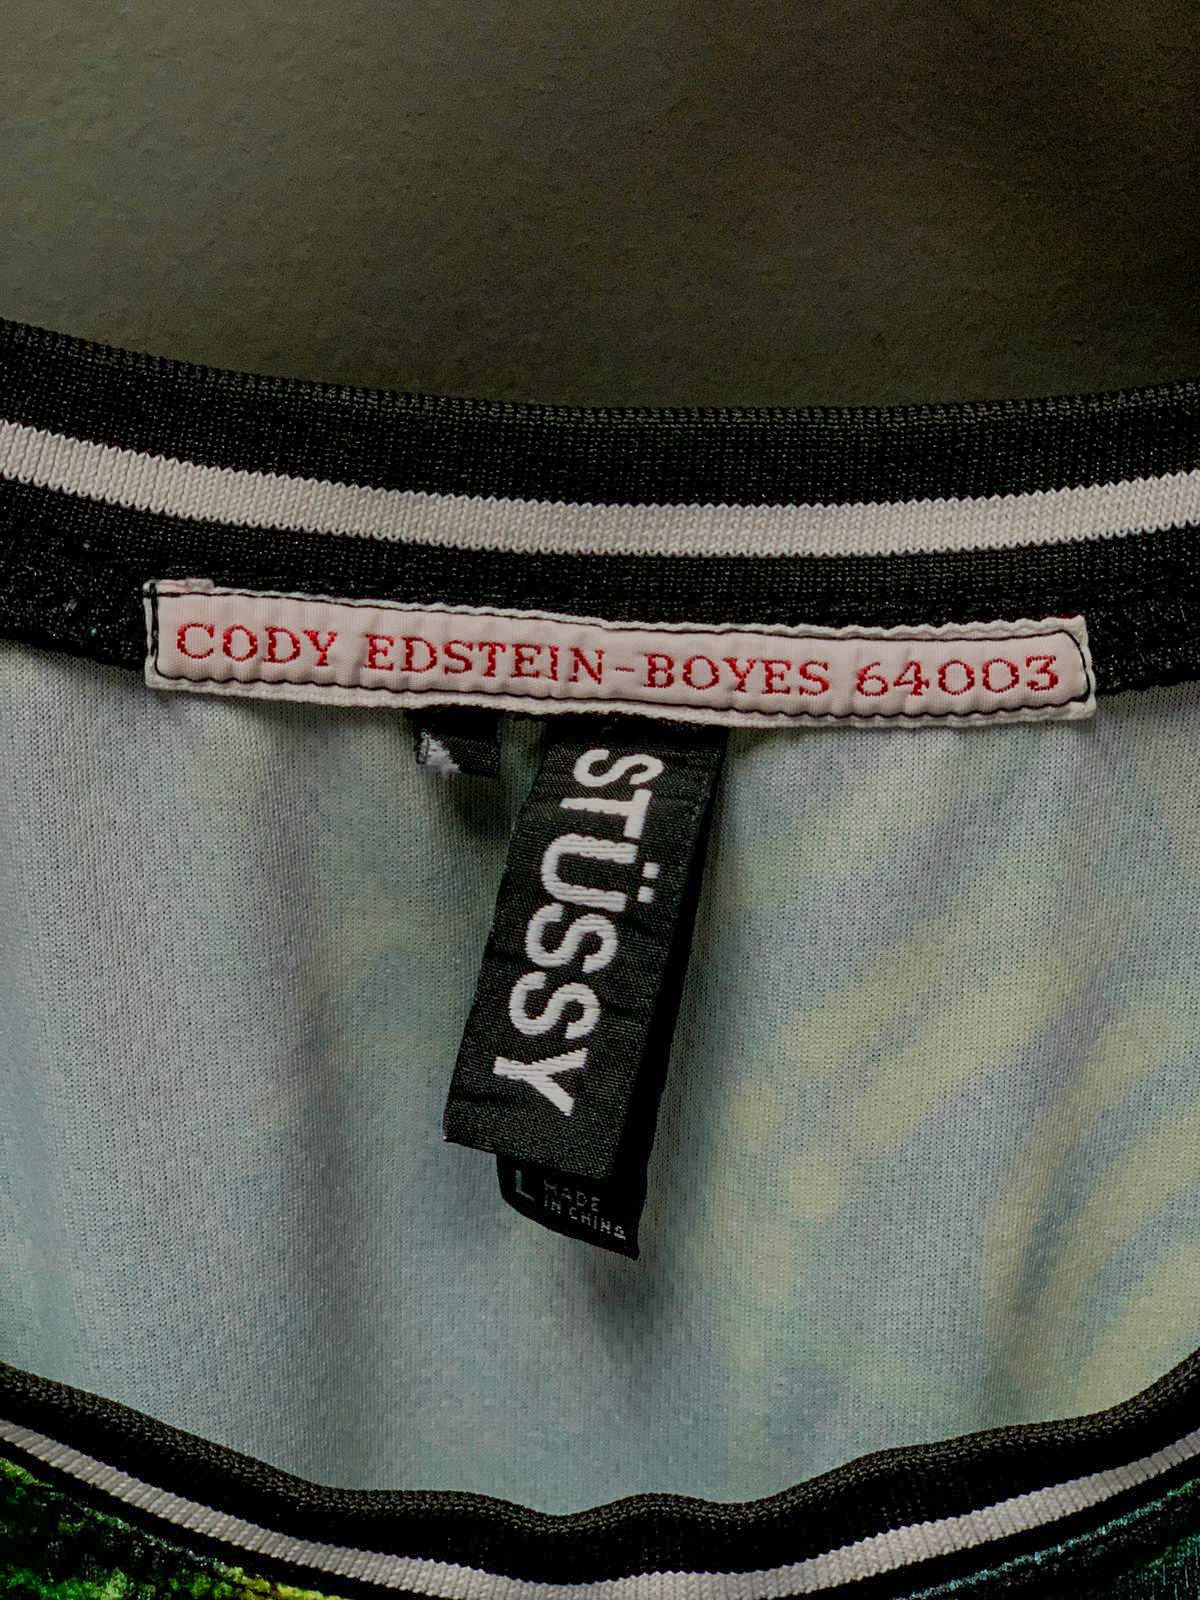 CODY EDSTEIN-BOYES 64003
STÜSSY
L MADE
IN CHINA